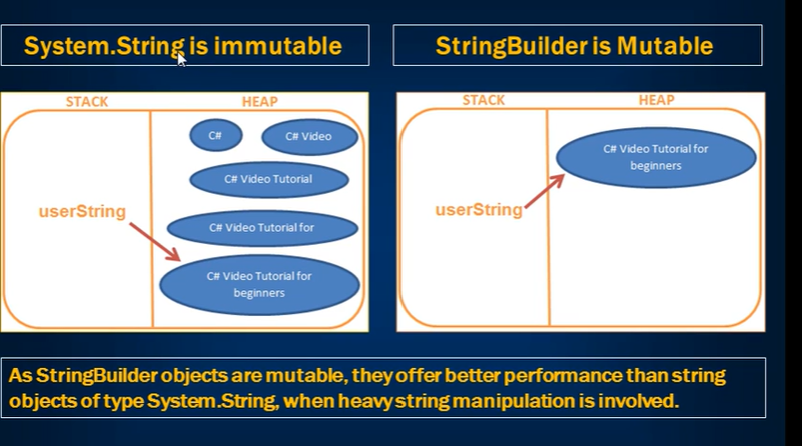 System.String is immutable
StringBuilder is Mutable
STACK
HEAP
C#
C# Video
C# Video Tutorial
userString
C# Video Tutorial for
C# Video Tutorial for
beginners
STACK
HEAP
C# Video Tutorial for
beginners
userString
As StringBuilder objects are mutable, they offer better performance than string
objects of type System.String, when heavy string manipulation is involved.